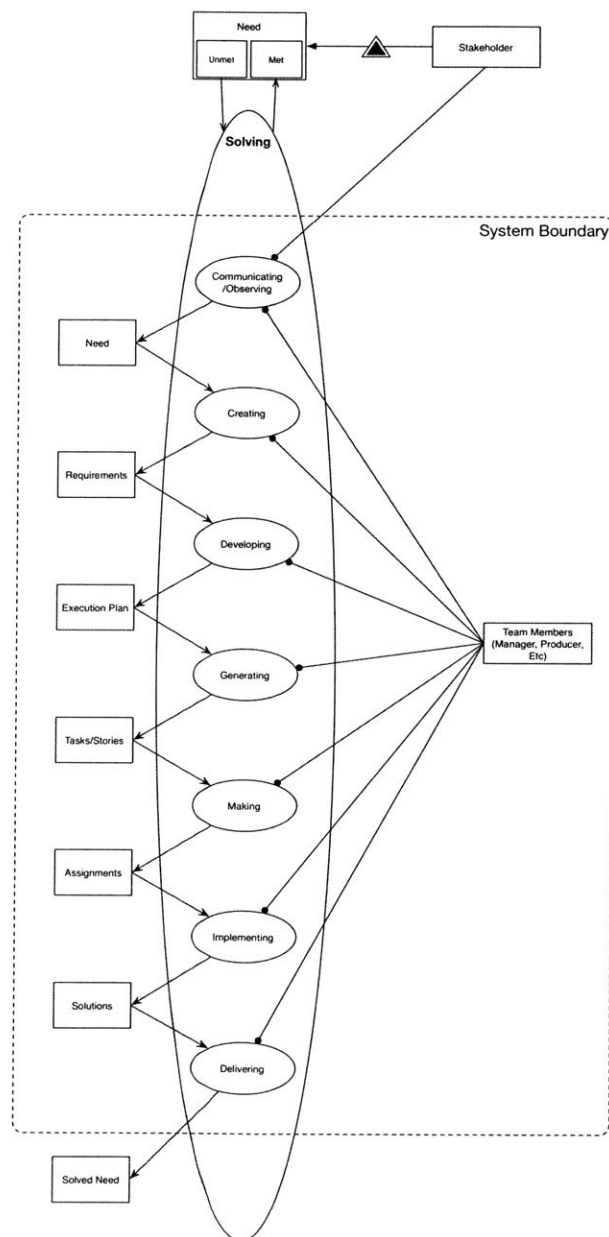 Need
Unmet
Met
Stakeholder
Solving
System Boundary
Communicating
/Observing
Need
Creating
Requirements
Developing
Execution Plan
Team Members
(Manager, Producer,
Etc)
Generating
Tasks/Stories
Making
Assignments
Implementing
Solutions
Delivering
Solved Need